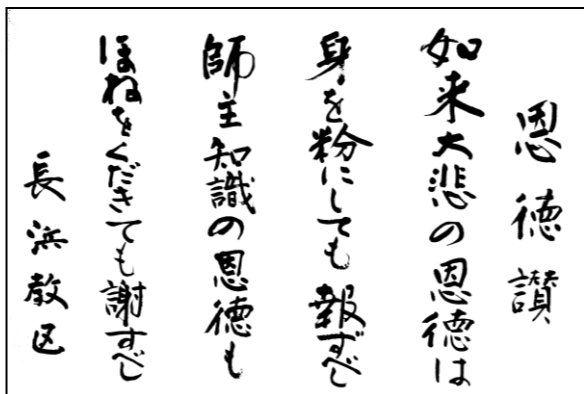 恩徳讃
如来大悲の恩徳は
身を粉にしても報ずべし
師主知識の恩徳も
ほねをくだきても謝すべし
長浜教区